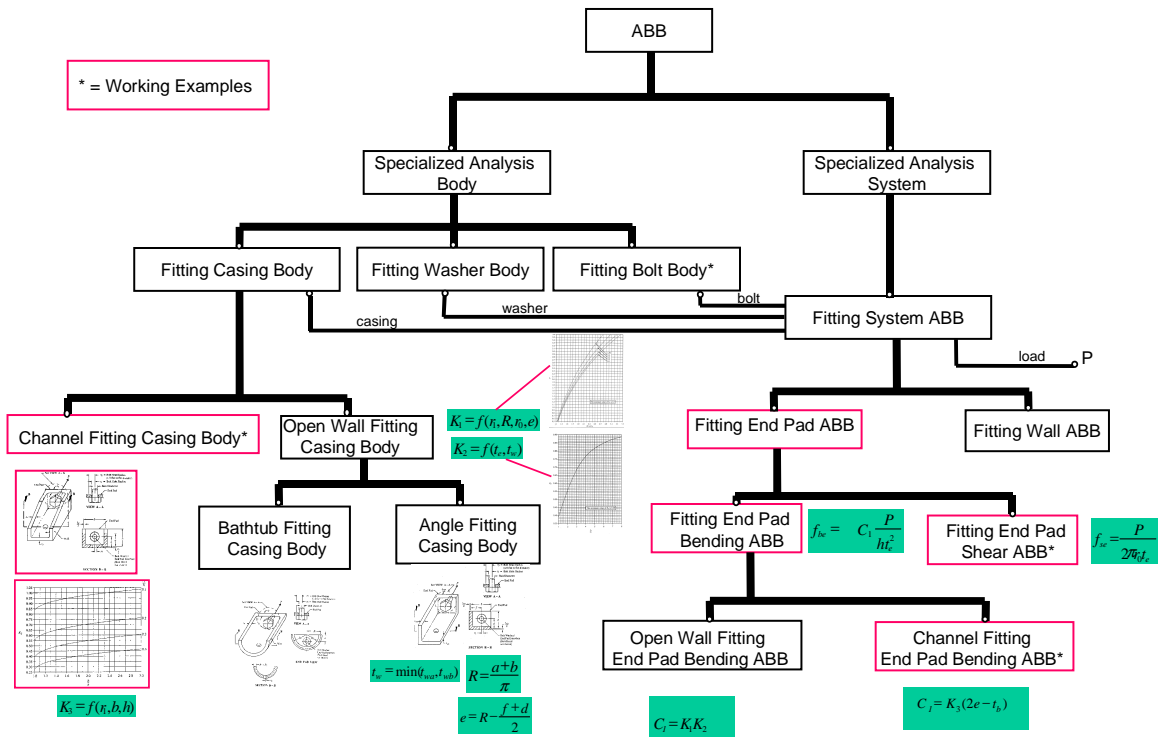 ABB
* = Working Examples
Specialized Analysis
Body
Specialized Analysis
System
Fitting Casing Body
Fitting Washer Body
Fitting Bolt Body*
bolt
washer
casing
Fitting System ABB
load
P
Channel Fitting Casing Body*
Open Wall Fitting
Casing Body
K₁ = f(r₁, R, r₀, e)
K₂ = f(tₑ, t_w)
Fitting End Pad ABB
Fitting Wall ABB
Bathtub Fitting
Casing Body
Angle Fitting
Casing Body
Fitting End Pad
Bending ABB
f_be = C₁ P / htₑ²
Fitting End Pad
Shear ABB*
f_se = P / 2πr₀tₑ
VIEW A-A
SECTION B-B
Open Wall Fitting
End Pad Bending ABB
Channel Fitting
End Pad Bending ABB*
t_w = min(t_wa, t_wb)
R = (a+b) / π
e = R - (f+d) / 2
K₃ = f(r₁, b, h)
C₁ = K₁K₂
C₁ = K₃(2e - t_b)